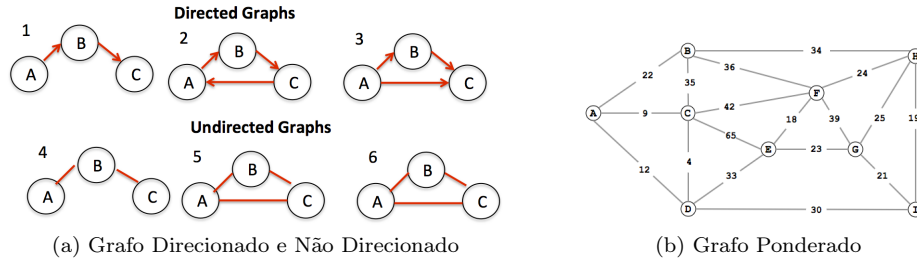 Directed Graphs
1
B
A
C
2
B
A
C
3
B
A
C
Undirected Graphs
4
B
A
C
5
B
A
C
6
B
A
C
(a) Grafo Direcionado e Não Direcionado
B
34
H
22
36
24
35
F
A
9
C
42
18
39
25
19
65
E
23
G
12
4
33
21
D
30
I
(b) Grafo Ponderado